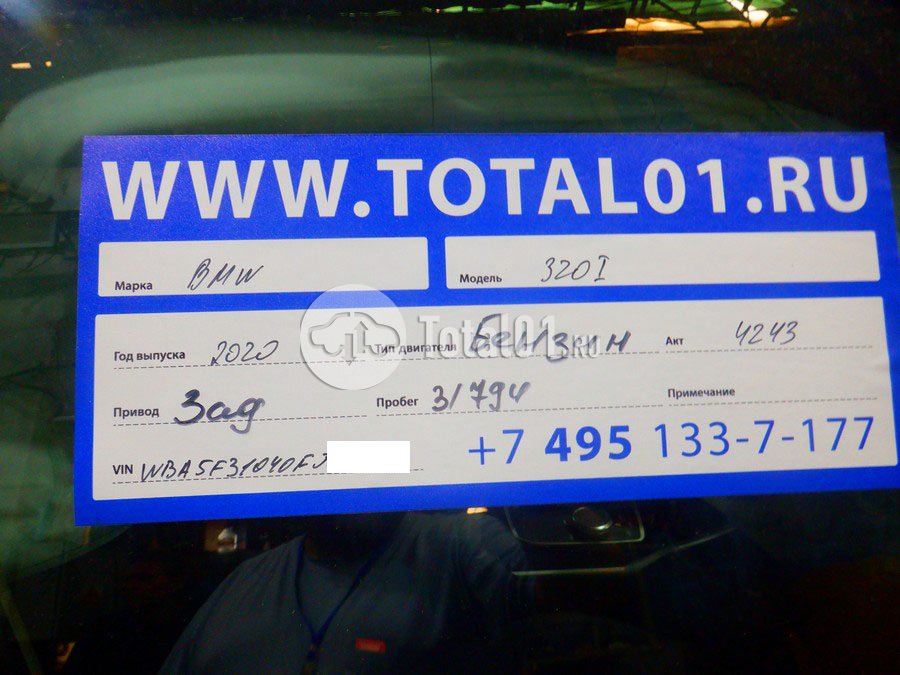 WWW.TOTAL01.RU
Марка BMW Модель 320I
Год выпуска 2020 Тип двигателя Бензин Акт 4243
Total01.RU
Привод Зад Пробег 31794 Примечание
VIN WBA5F31040FJ +7 495 133-7-177